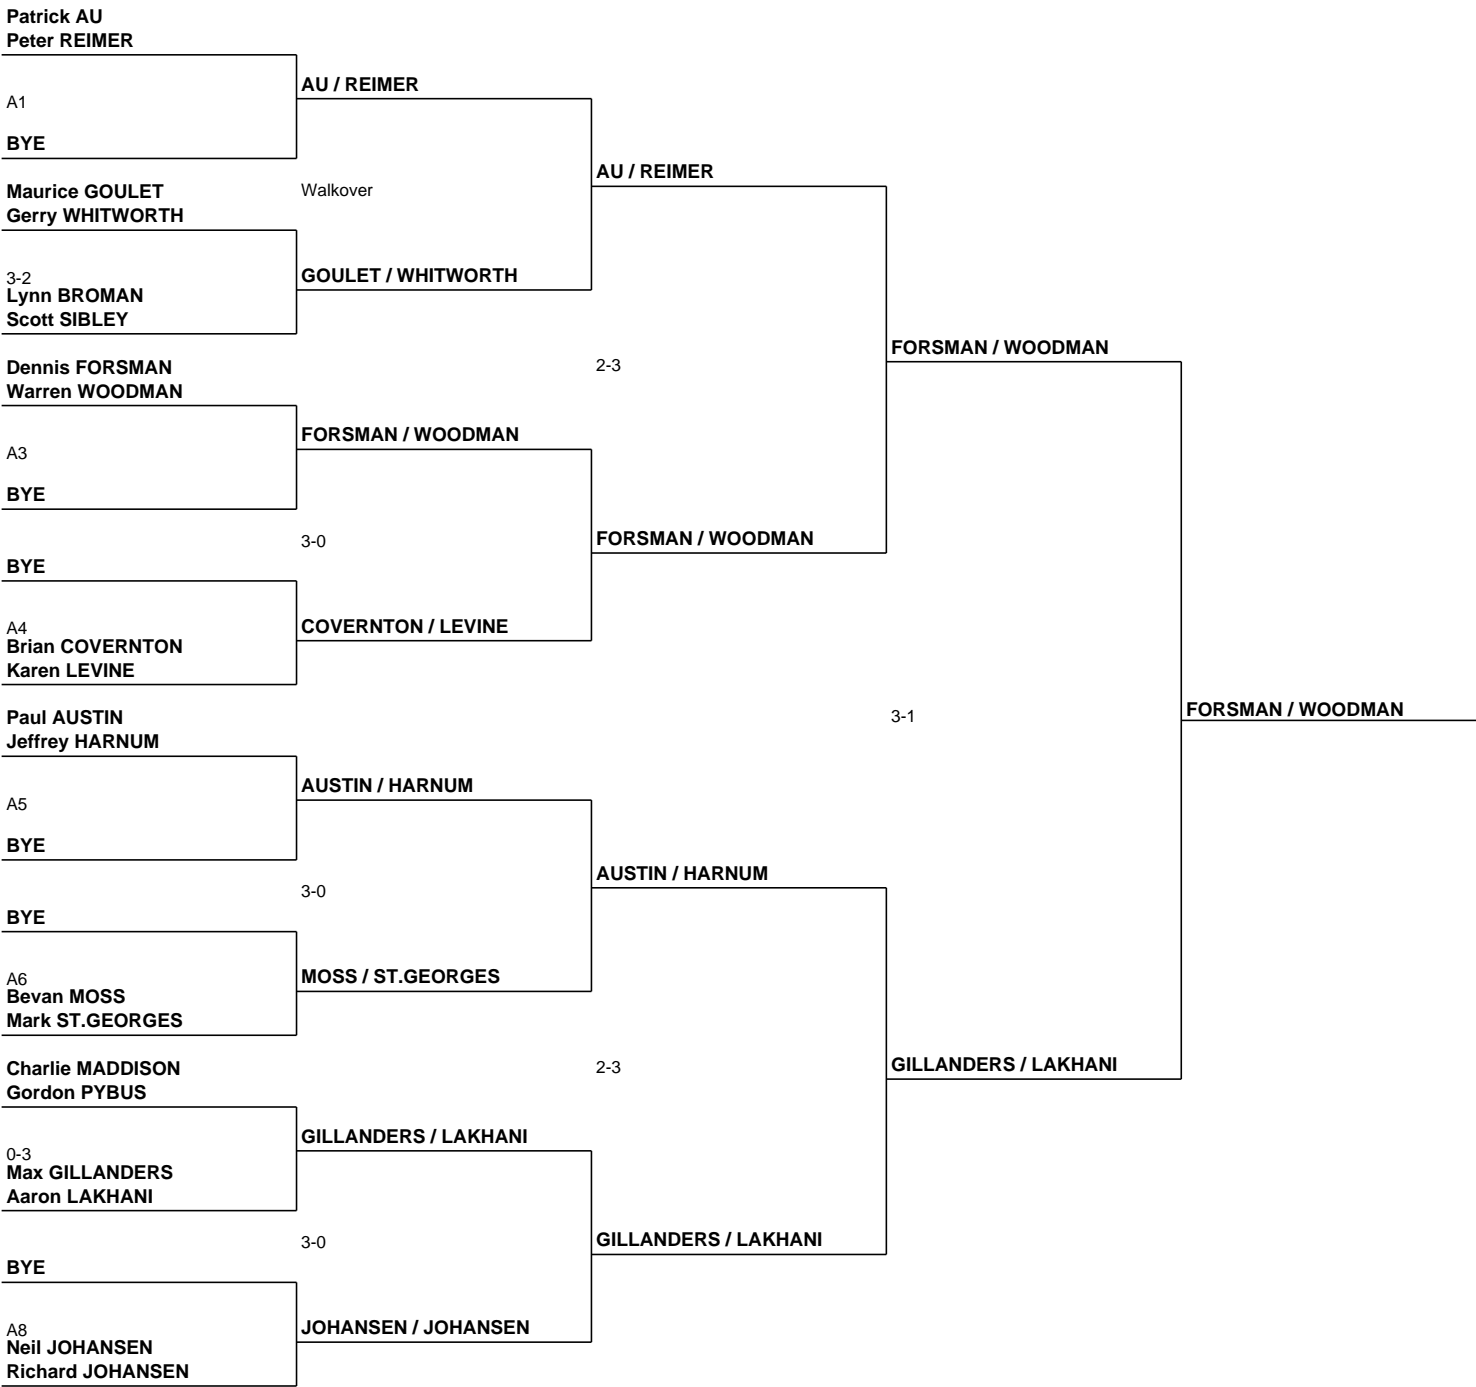 Patrick AU
Peter REIMER
A1
BYE
Maurice GOULET
Gerry WHITWORTH
3-2
Lynn BROMAN
Scott SIBLEY
Dennis FORSMAN
Warren WOODMAN
A3
BYE
BYE
A4
Brian COVERNTON
Karen LEVINE
Paul AUSTIN
Jeffrey HARNUM
A5
BYE
BYE
A6
Bevan MOSS
Mark ST.GEORGES
Charlie MADDISON
Gordon PYBUS
0-3
Max GILLANDERS
Aaron LAKHANI
BYE
A8
Neil JOHANSEN
Richard JOHANSEN
AU / REIMER
Walkover
GOULET / WHITWORTH
FORSMAN / WOODMAN
3-0
COVERNTON / LEVINE
AUSTIN / HARNUM
3-0
MOSS / ST.GEORGES
GILLANDERS / LAKHANI
3-0
JOHANSEN / JOHANSEN
AU / REIMER
2-3
FORSMAN / WOODMAN
AUSTIN / HARNUM
2-3
GILLANDERS / LAKHANI
FORSMAN / WOODMAN
3-1
GILLANDERS / LAKHANI
FORSMAN / WOODMAN